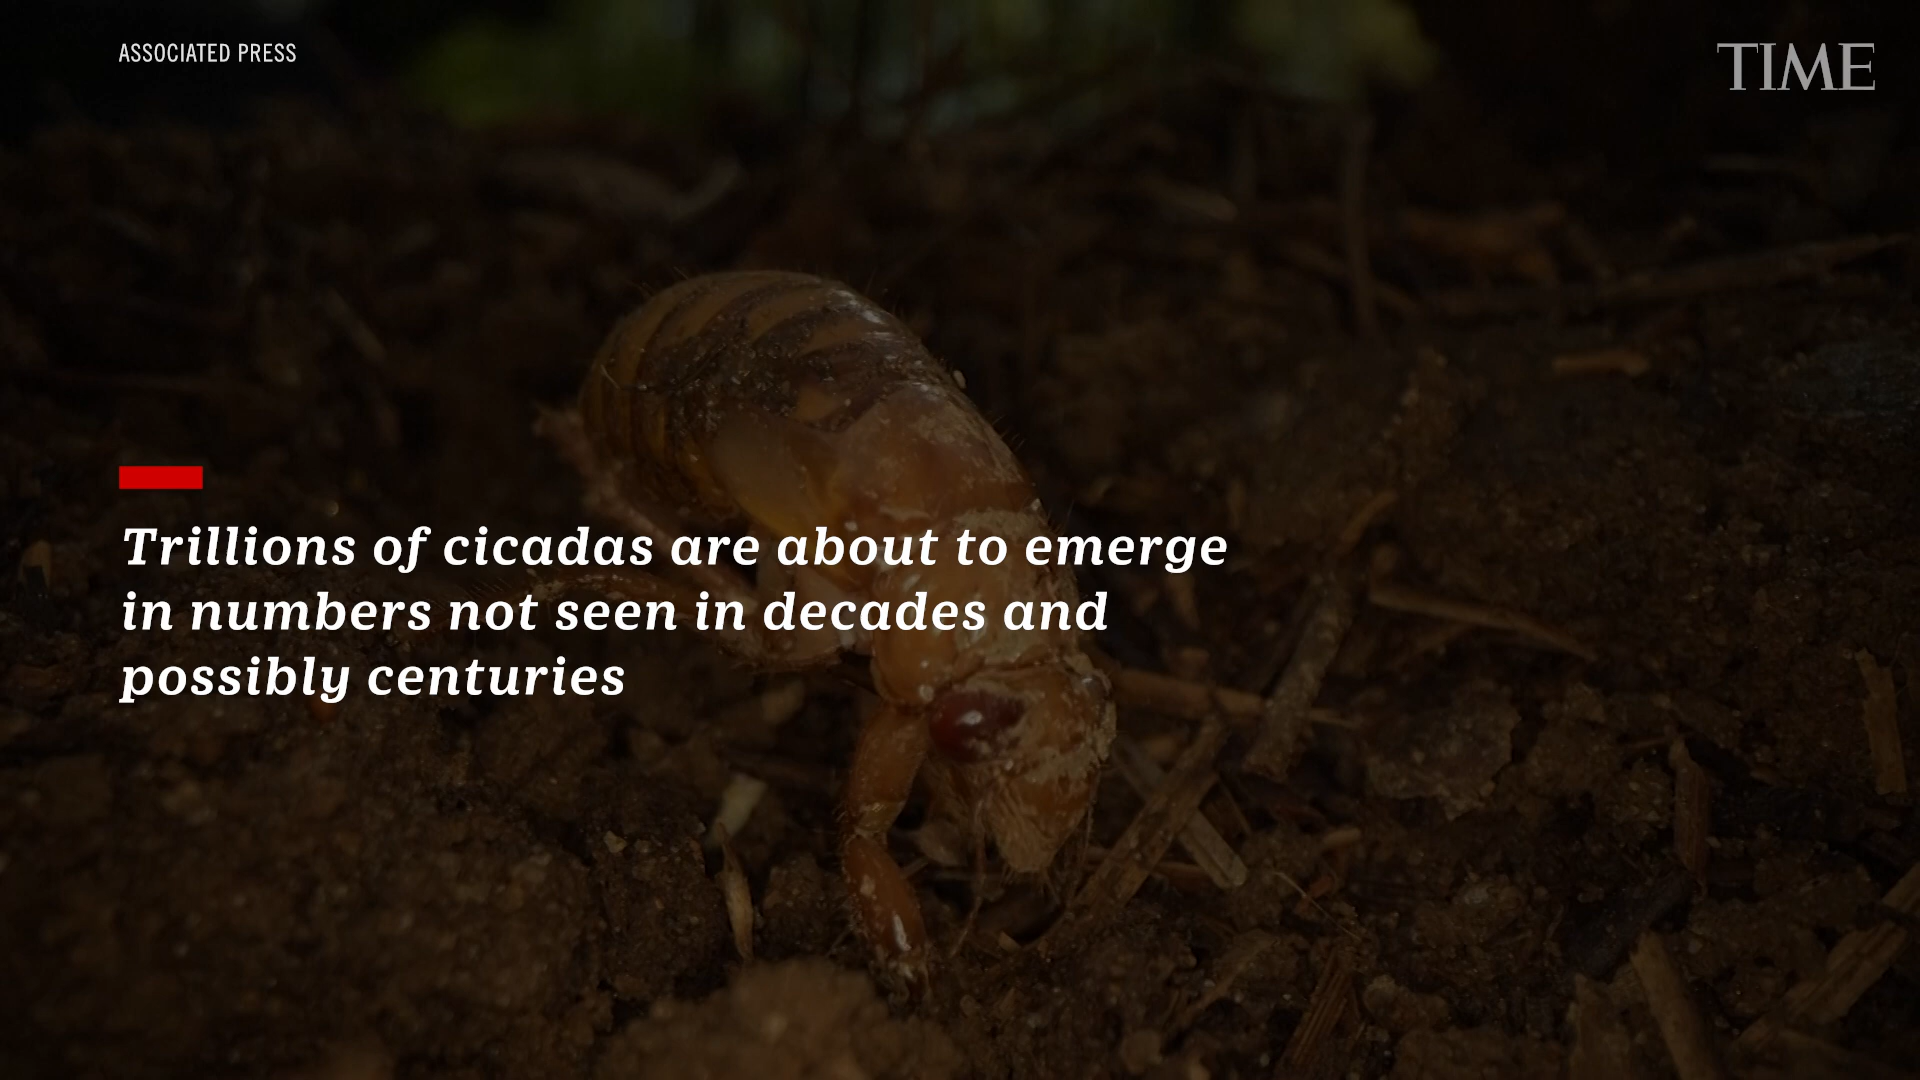 ASSOCIATED PRESS
TIME
Trillions of cicadas are about to emerge
in numbers not seen in decades and
possibly centuries